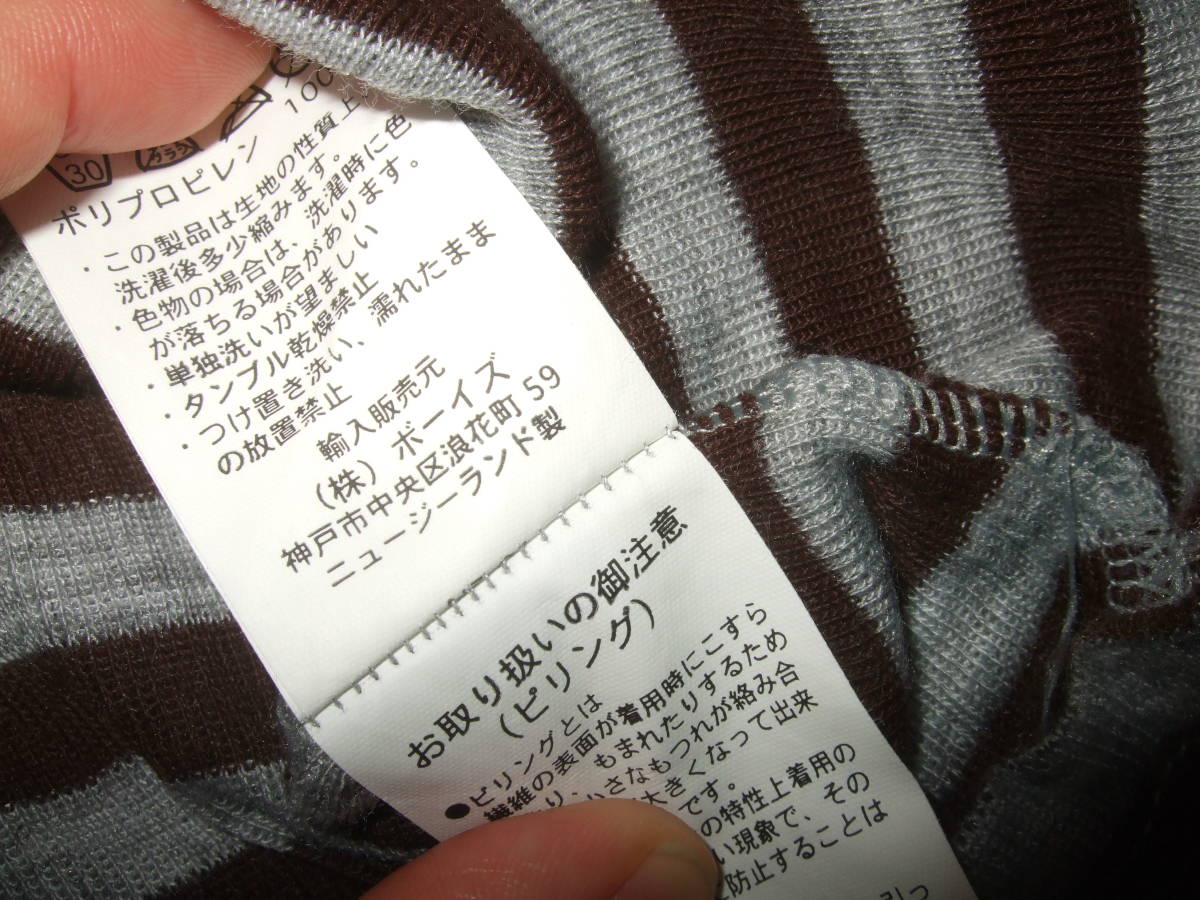 30
ポリプロピレン 100
・この製品は生地の性質上
洗濯後多少縮みます。
・色物の場合は、洗濯時に色
が落ちる場合があります。
・単独洗いが望ましい
・タンブル乾燥禁止
・つけ置き洗い、濡れたまま
の放置禁止
輸入販売元
(株) ボーイズ
神戸市中央区浪花町59
ニュージーランド製
お取り扱いの御注意
(ピリング)
●ピリングとは
繊維の表面が着用時にこすら
もまれたりするため
小さなもつれが絡み合
大きくなって出来
です。
の特性上着用の
い現象で、その
防止することは
引っ